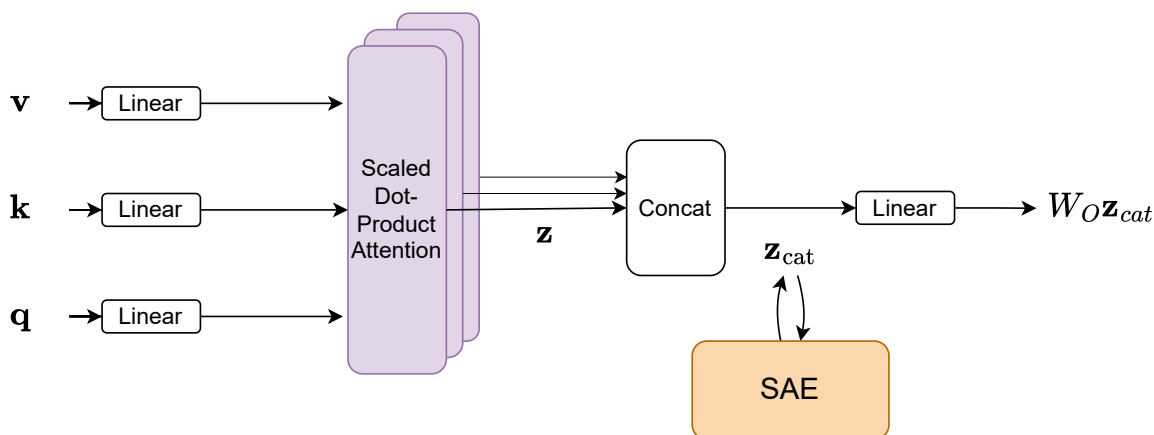 v
Linear
k
Linear
q
Linear
Scaled
Dot-
Product
Attention
z
Concat
z_cat
Linear
W_O z_cat
SAE